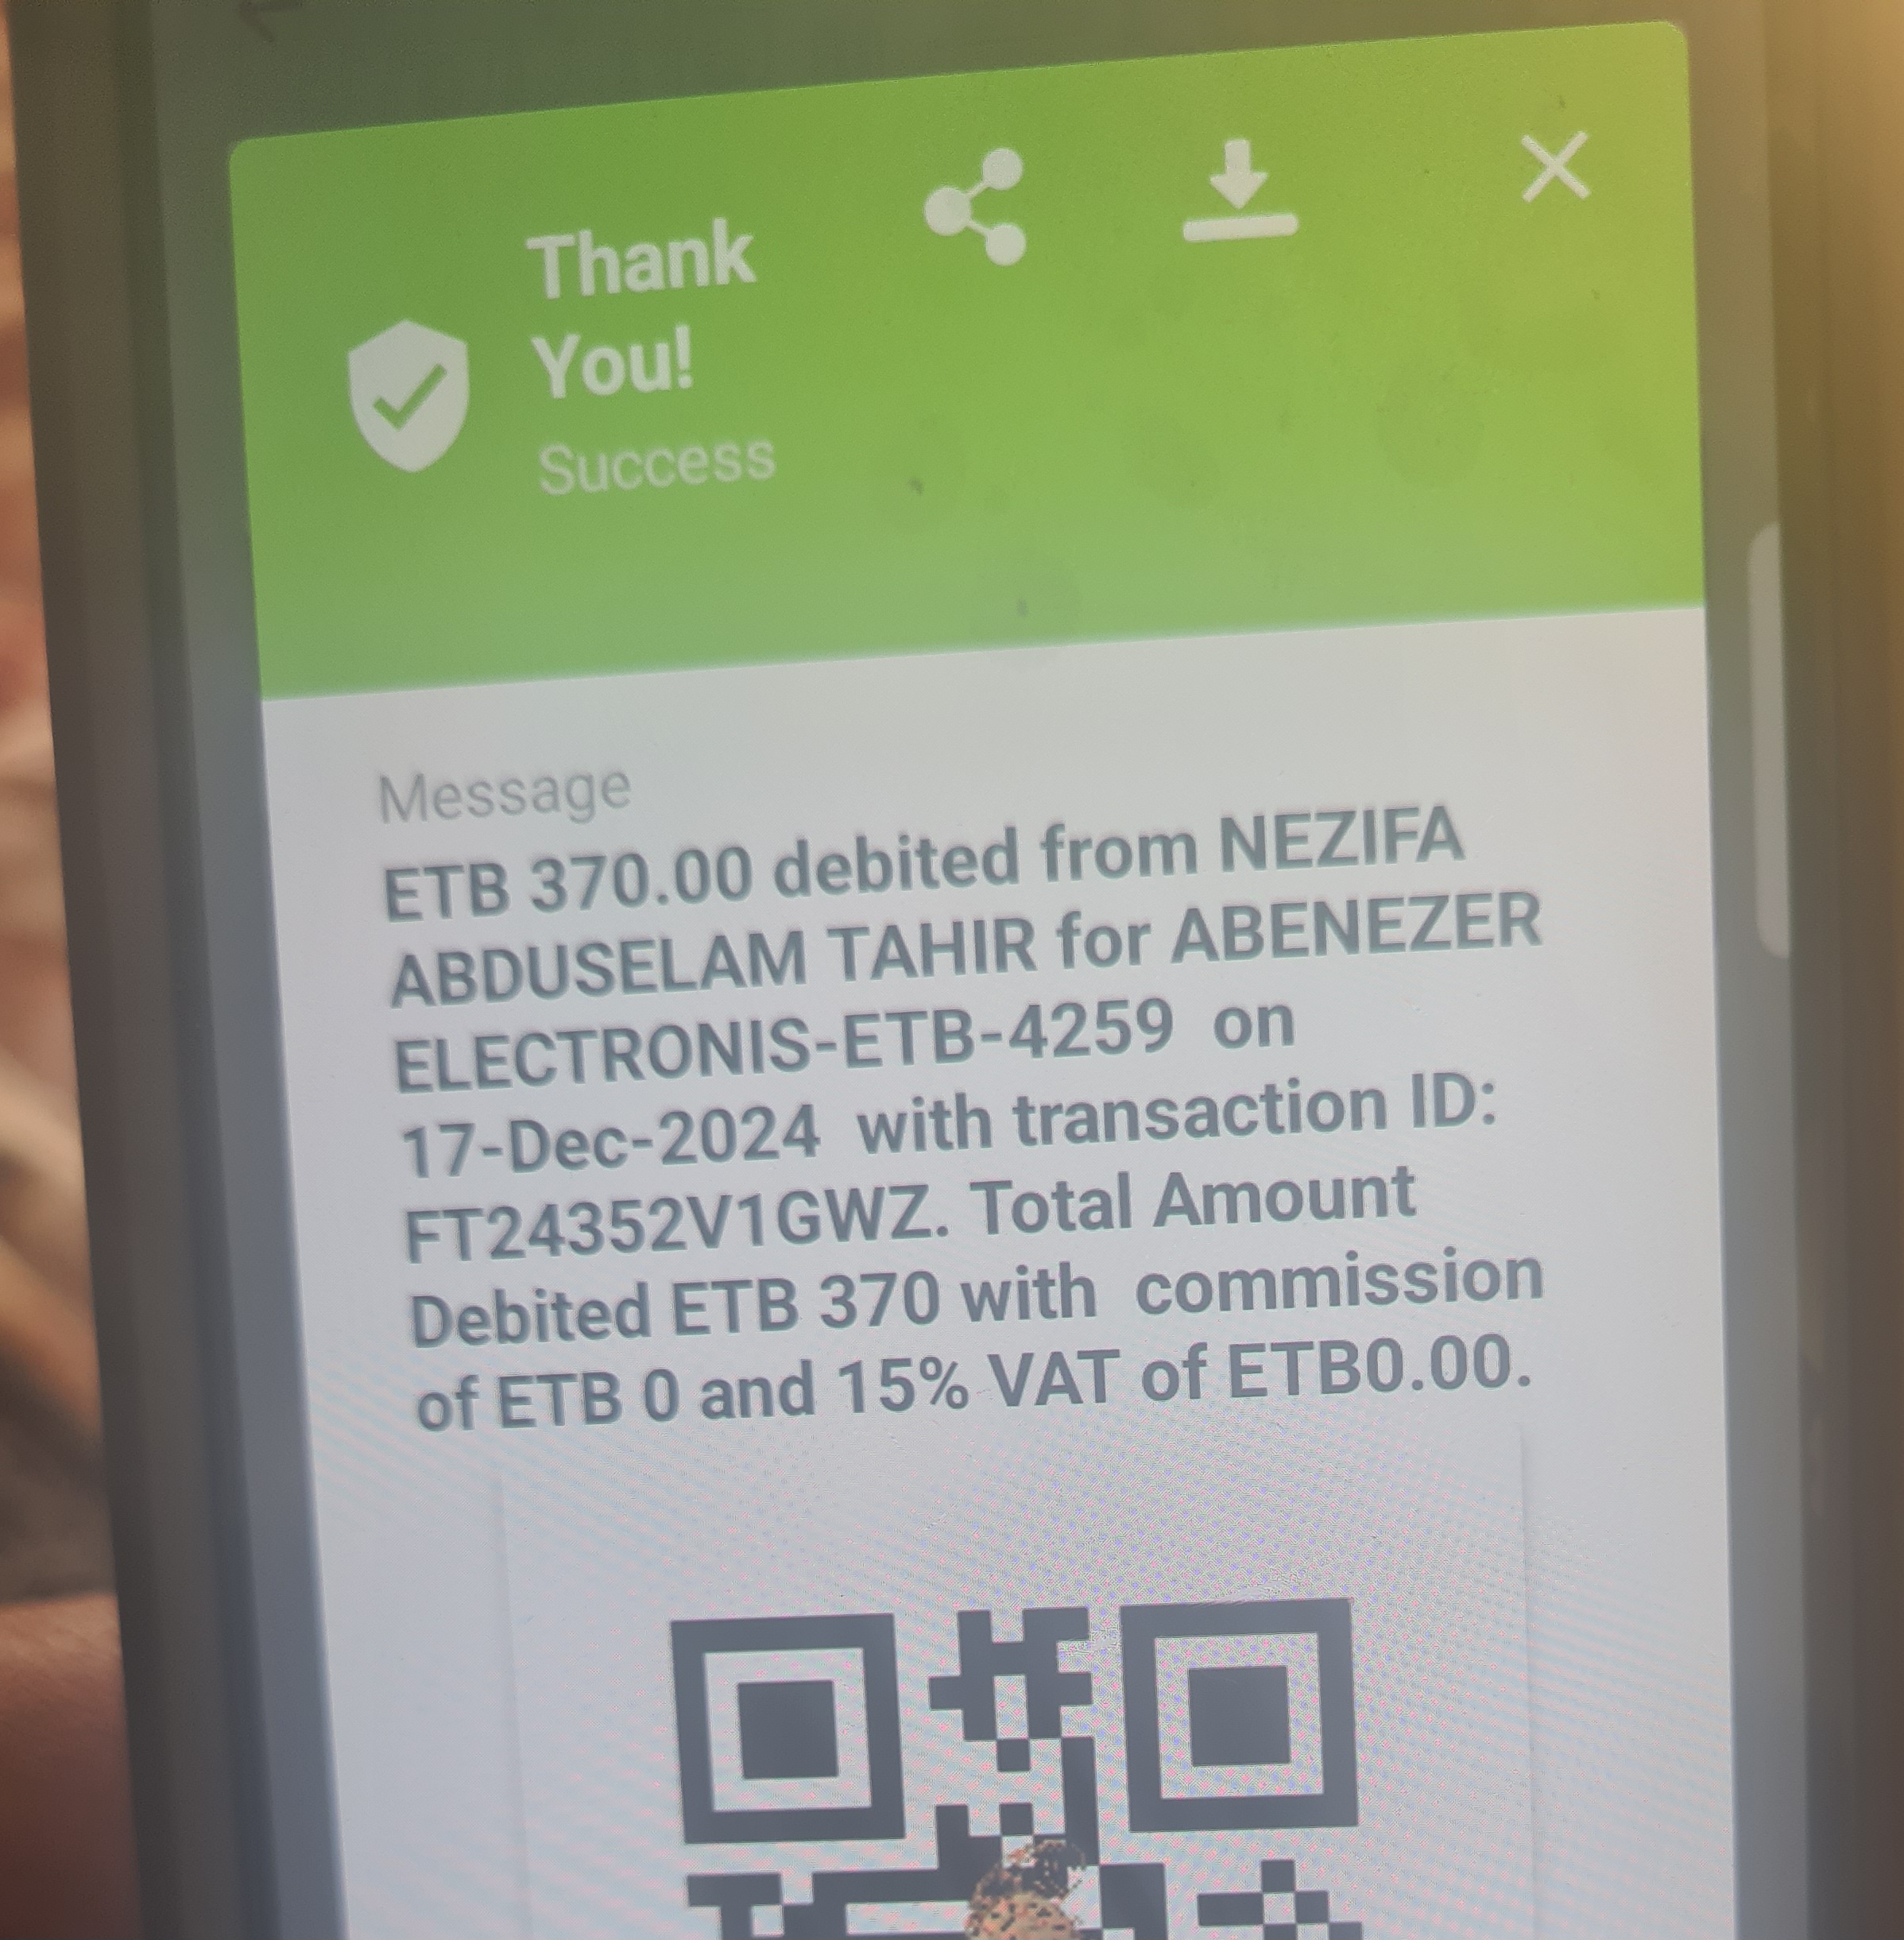 Thank
You!
Success
Message
ETB 370.00 debited from NEZIFA
ABDUSELAM TAHIR for ABENEZER
ELECTRONIS-ETB-4259 on
17-Dec-2024 with transaction ID:
FT24352V1GWZ. Total Amount
Debited ETB 370 with commission
of ETB 0 and 15% VAT of ETB0.00.